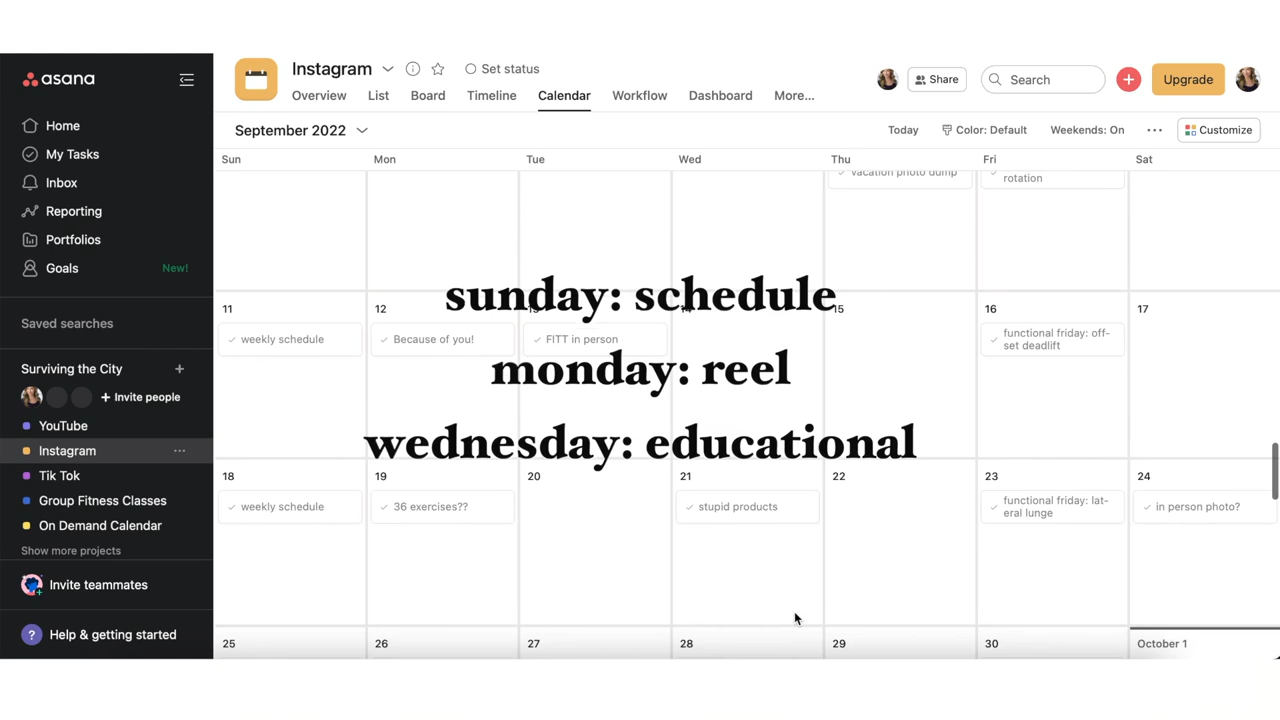 asana
Home
My Tasks
Inbox
Reporting
Portfolios
Goals New!
Saved searches
Surviving the City +
+ Invite people
YouTube
Instagram ...
Tik Tok
Group Fitness Classes
On Demand Calendar
Show more projects
Invite teammates
? Help & getting started
Instagram Set status
Share Search + Upgrade
Overview List Board Timeline Calendar Workflow Dashboard More...
September 2022 Today Color: Default Weekends: On ... Customize
Sun Mon Tue Wed Thu Fri Sat
vacation photo dump
rotation
sunday: schedule
monday: reel
wednesday: educational
11 12 13 14 15 16 17
weekly schedule
Because of you!
FITT in person
functional friday: off-
set deadlift
18 19 20 21 22 23 24
weekly schedule
36 exercises??
stupid products
functional friday: lat-
eral lunge
in person photo?
25 26 27 28 29 30 October 1